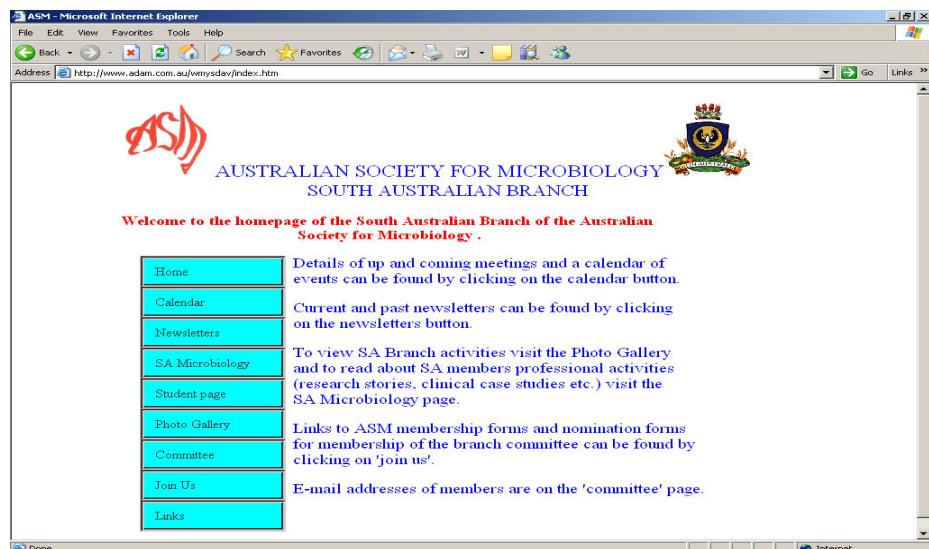 ASM - Microsoft Internet Explorer
File Edit View Favorites Tools Help
Back Search Favorites
Address http://www.adam.com.au/wmysdav/index.htm Go Links »
ASM
AUSTRALIAN SOCIETY FOR MICROBIOLOGY
SOUTH AUSTRALIAN BRANCH
SOUTH AUSTRALIA
Welcome to the homepage of the South Australian Branch of the Australian
Society for Microbiology .
Home
Calendar
Newsletters
SA Microbiology
Student page
Photo Gallery
Committee
Join Us
Links
Details of up and coming meetings and a calendar of
events can be found by clicking on the calendar button.
Current and past newsletters can be found by clicking
on the newsletters button.
To view SA Branch activities visit the Photo Gallery
and to read about SA members professional activities
(research stories, clinical case studies etc.) visit the
SA Microbiology page.
Links to ASM membership forms and nomination forms
for membership of the branch committee can be found by
clicking on 'join us'.
E-mail addresses of members are on the 'committee' page.
Done Internet